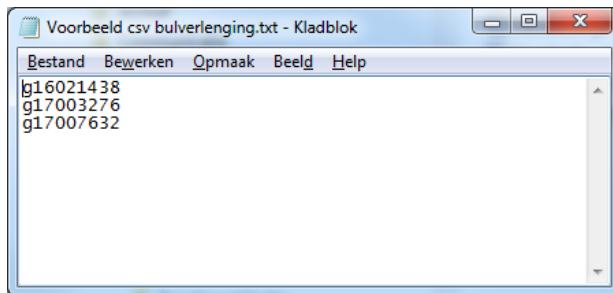 Voorbeeld csv bulverlenging.txt - Kladblok
Bestand Bewerken Opmaak Beeld Help
g16021438
g17003276
g17007632